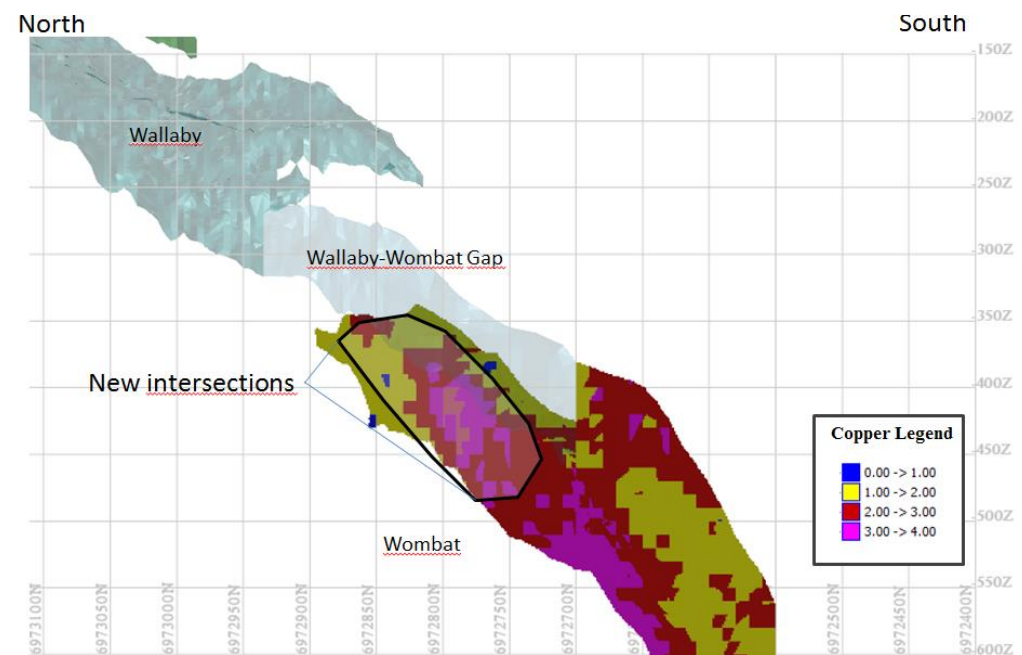 North
South
-150Z
Wallaby
-200Z
-250Z
Wallaby-Wombat Gap
-300Z
-350Z
New intersections
-400Z
Copper Legend
0.00 -> 1.00
1.00 -> 2.00
2.00 -> 3.00
3.00 -> 4.00
-450Z
-500Z
Wombat
-550Z
-600Z
6973100N
6973050N
6973000N
6972950N
6972900N
6972850N
6972800N
6972750N
6972700N
6972500N
6972450N
6972400N